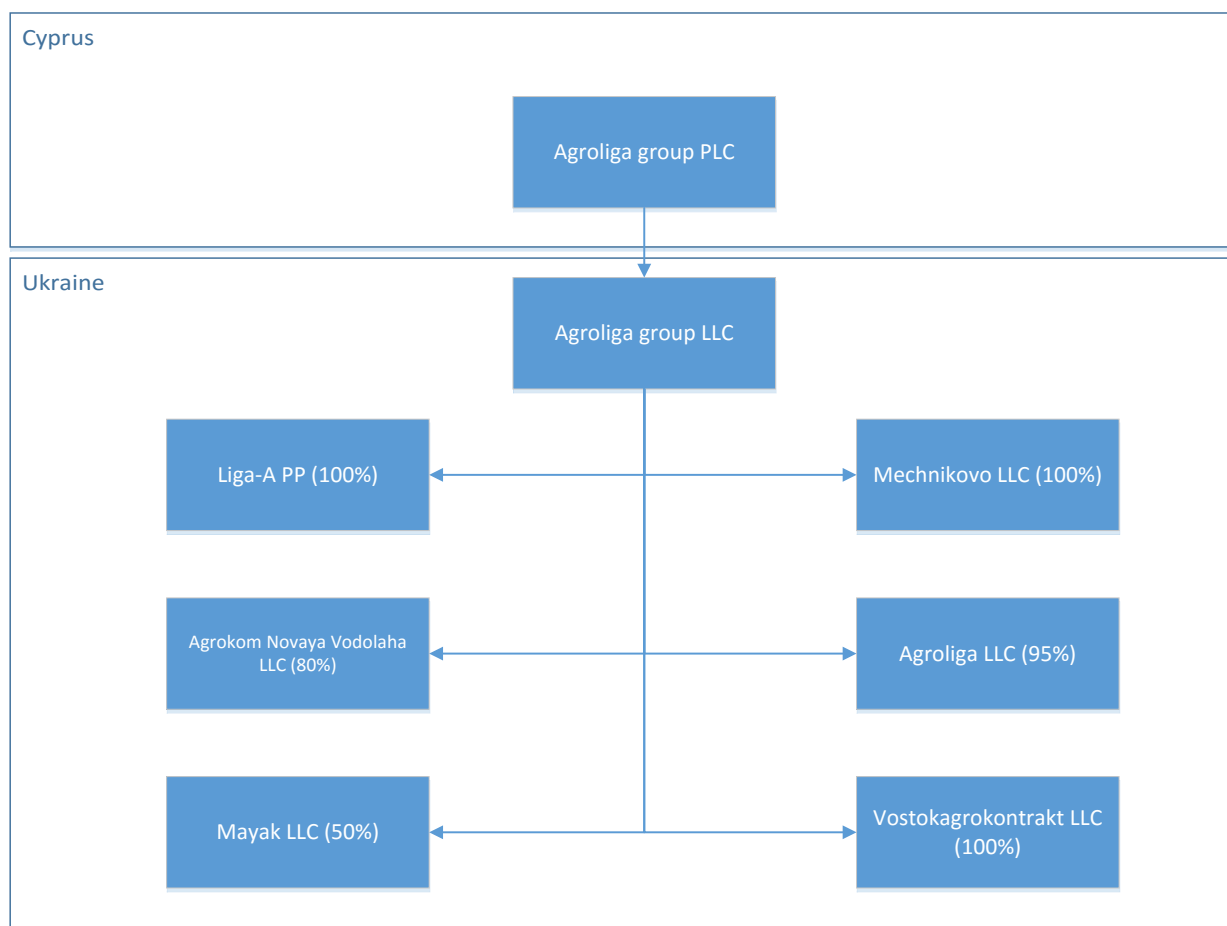 Cyprus
Agroliga group PLC
Ukraine
Agroliga group LLC
Liga-A PP (100%)
Mechnikovo LLC (100%)
Agrokom Novaya Vodolaha
LLC (80%)
Agroliga LLC (95%)
Mayak LLC (50%)
Vostokagrokontrakt LLC
(100%)